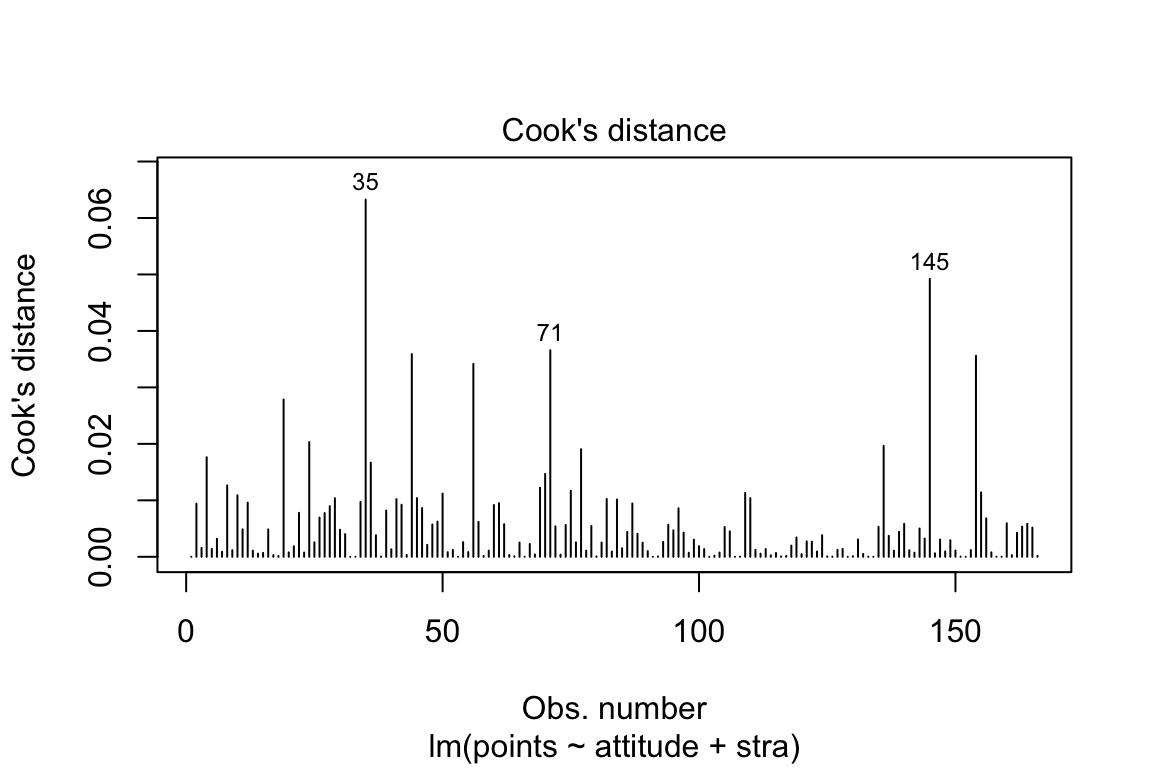 Cook's distance
Cook's distance
0.00
0.02
0.04
0.06
35
71
145
0
50
100
150
Obs. number
lm(points ~ attitude + stra)